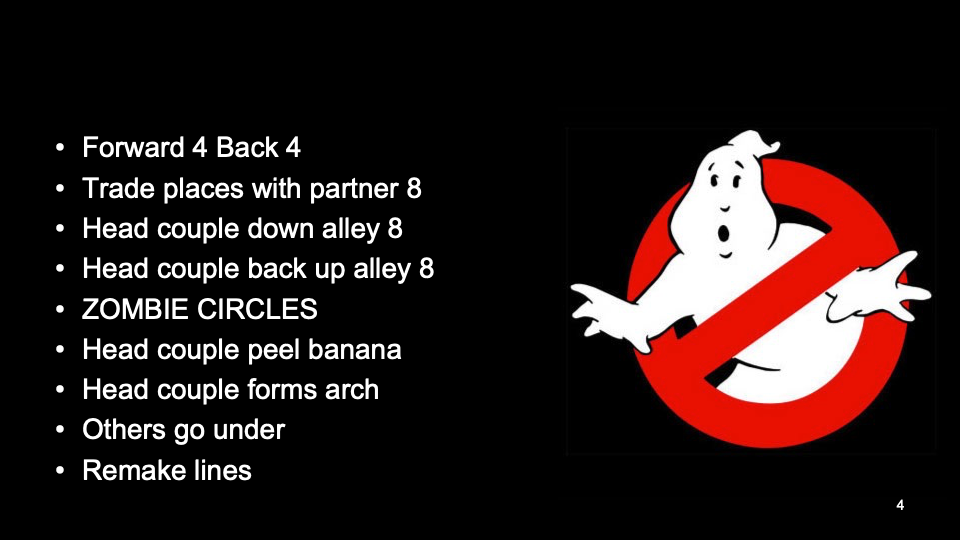 • Forward 4 Back 4
• Trade places with partner 8
• Head couple down alley 8
• Head couple back up alley 8
• ZOMBIE CIRCLES
• Head couple peel banana
• Head couple forms arch
• Others go under
• Remake lines
4